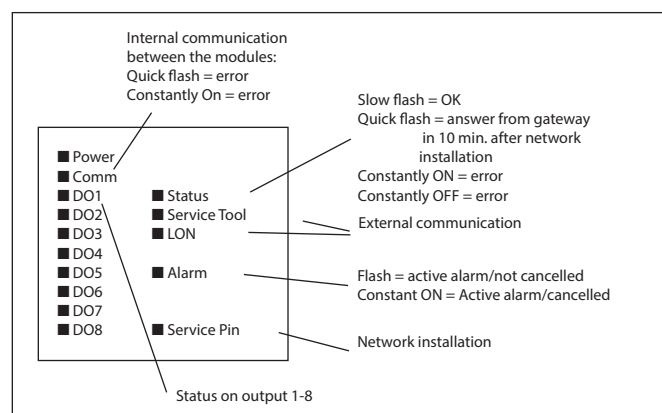 Internal communication
between the modules:
Quick flash = error
Constantly On = error
Slow flash = OK
Quick flash = answer from gateway
in 10 min. after network
installation
Constantly ON = error
Constantly OFF = error
External communication
Flash = active alarm/not cancelled
Constant ON = Active alarm/cancelled
Network installation
Power
Comm
DO1
DO2
DO3
DO4
DO5
DO6
DO7
DO8
Status
Service Tool
LON
Alarm
Service Pin
Status on output 1-8